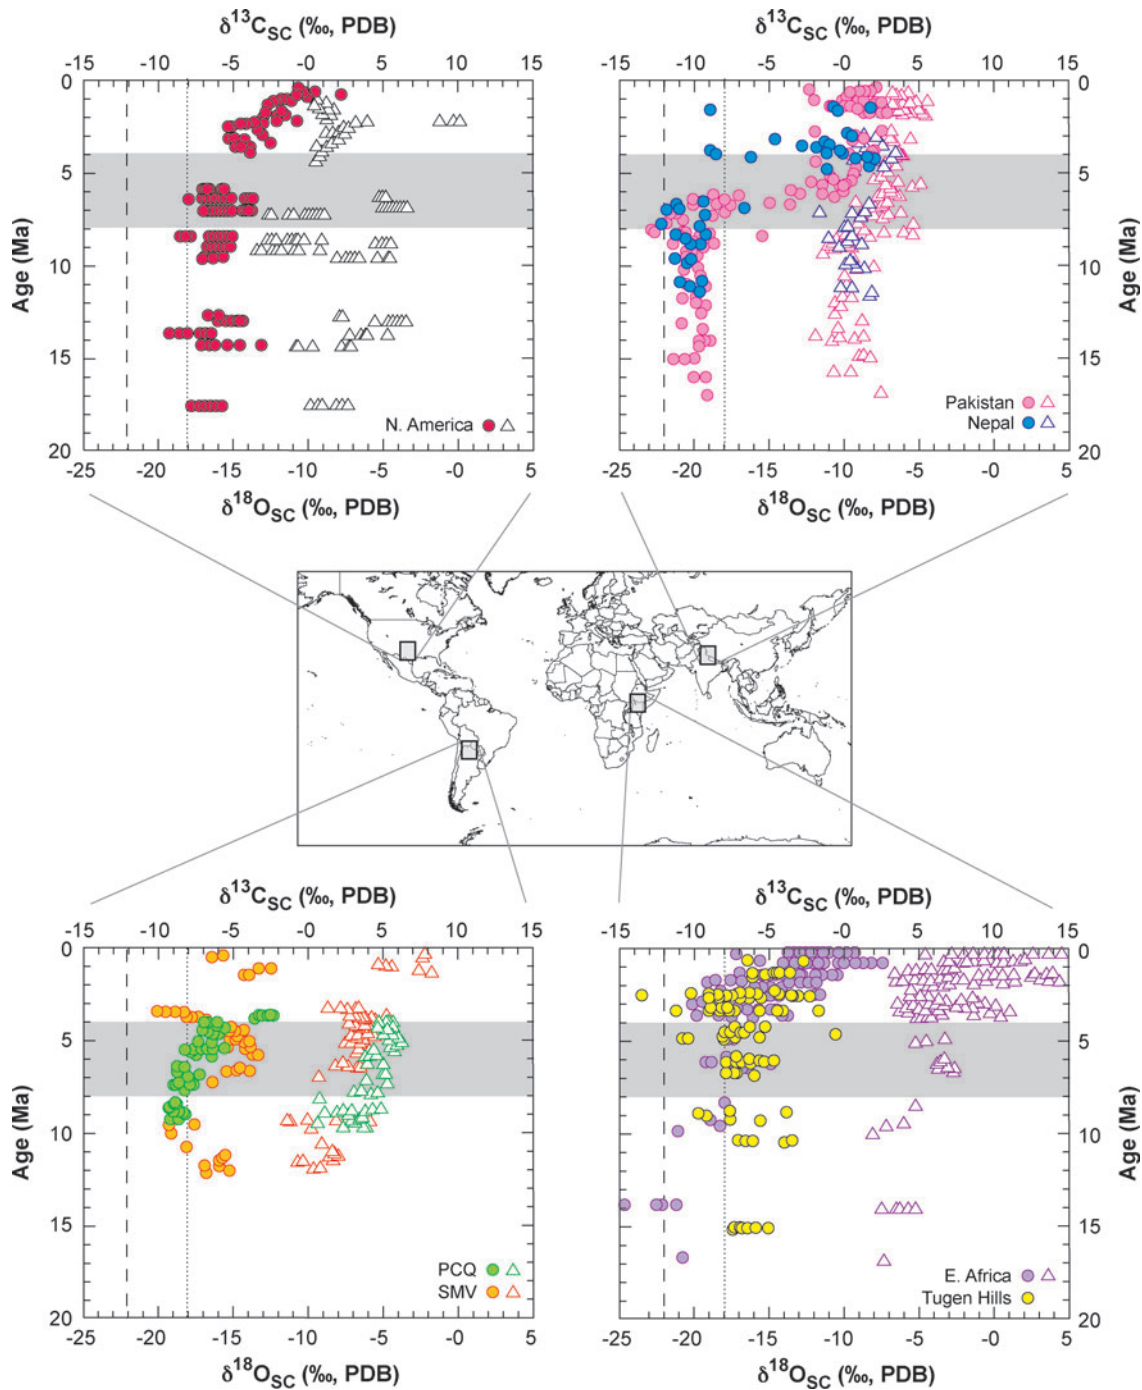 δ13CSC (‰, PDB)
δ13CSC (‰, PDB)
-15 -10 -5 -0 5 10 15
-15 -10 -5 -0 5 10 15
0
5
10
15
20
Age (Ma)
N. America
-25 -20 -15 -10 -5 -0 5
δ18OSC (‰, PDB)
0
5
10
15
20
Age (Ma)
Pakistan
Nepal
-25 -20 -15 -10 -5 -0 5
δ18OSC (‰, PDB)
δ13CSC (‰, PDB)
δ13CSC (‰, PDB)
-15 -10 -5 -0 5 10 15
-15 -10 -5 -0 5 10 15
0
5
10
15
20
Age (Ma)
PCQ
SMV
-25 -20 -15 -10 -5 -0 5
δ18OSC (‰, PDB)
0
5
10
15
20
Age (Ma)
E. Africa
Tugen Hills
-25 -20 -15 -10 -5 -0 5
δ18OSC (‰, PDB)